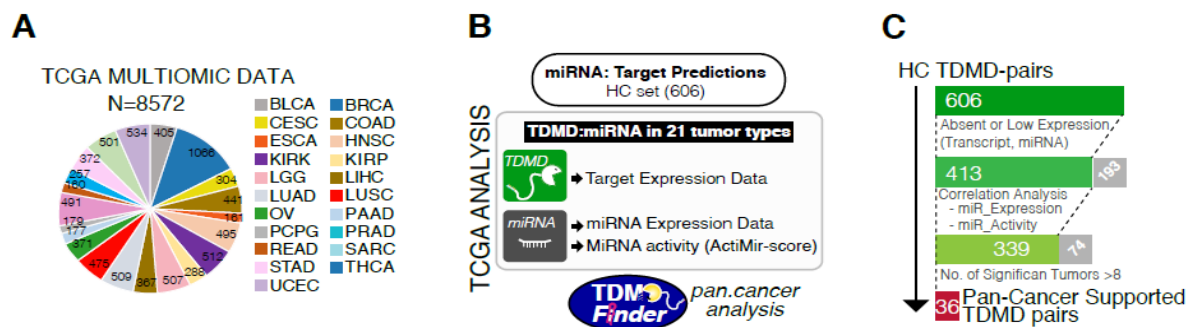 A
TCGA MULTIOMIC DATA
N=8572
534 405
501 1066
372
257
160 304
491 441
161
179 495
177
371 512
475 288
509 367 507
BLCA BRCA
CESC COAD
ESCA HNSC
KIRK KIRP
LGG LIHC
LUAD LUSC
OV PAAD
PCPG PRAD
READ SARC
STAD THCA
UCEC
B
miRNA: Target Predictions
HC set (606)
TCGA ANALYSIS
TDMD:miRNA in 21 tumor types
TDMD
Target Expression Data
miRNA
miRNA Expression Data
MiRNA activity (ActiMir-score)
TDM
Finder
pan.cancer
analysis
C
HC TDMD-pairs
606
Absent or Low Expression
(Transcript, miRNA)
413 193
Correlation Analysis
- miR_Expression
- miR_Activity
339 74
No. of Significan Tumors >8
36 Pan-Cancer Supported
TDMD pairs